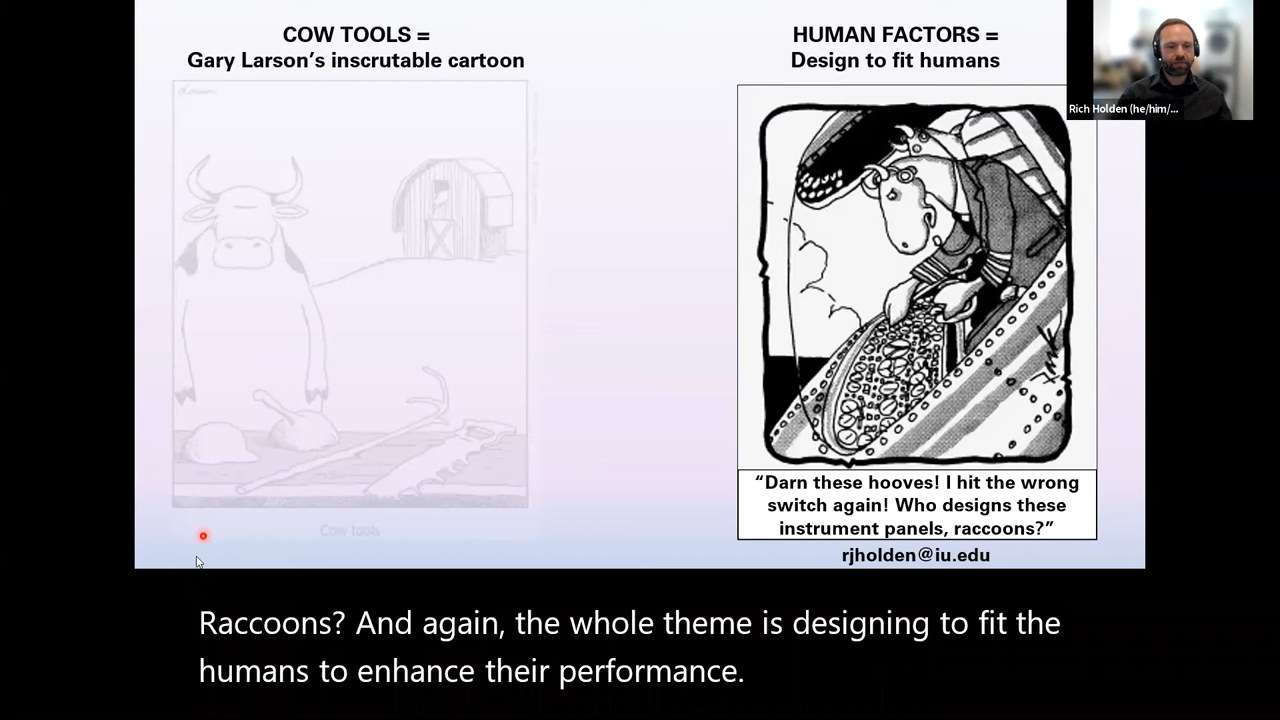 COW TOOLS =
Gary Larson’s inscrutable cartoon
Larson
Cow tools
HUMAN FACTORS =
Design to fit humans
“Darn these hooves! I hit the wrong
switch again! Who designs these
instrument panels, raccoons?”
rjholden@iu.edu
Rich Holden (he/him/...
Raccoons? And again, the whole theme is designing to fit the
humans to enhance their performance.